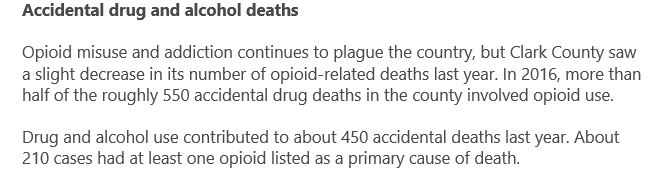 Accidental drug and alcohol deaths
Opioid misuse and addiction continues to plague the country, but Clark County saw
a slight decrease in its number of opioid-related deaths last year. In 2016, more than
half of the roughly 550 accidental drug deaths in the county involved opioid use.
Drug and alcohol use contributed to about 450 accidental deaths last year. About
210 cases had at least one opioid listed as a primary cause of death.